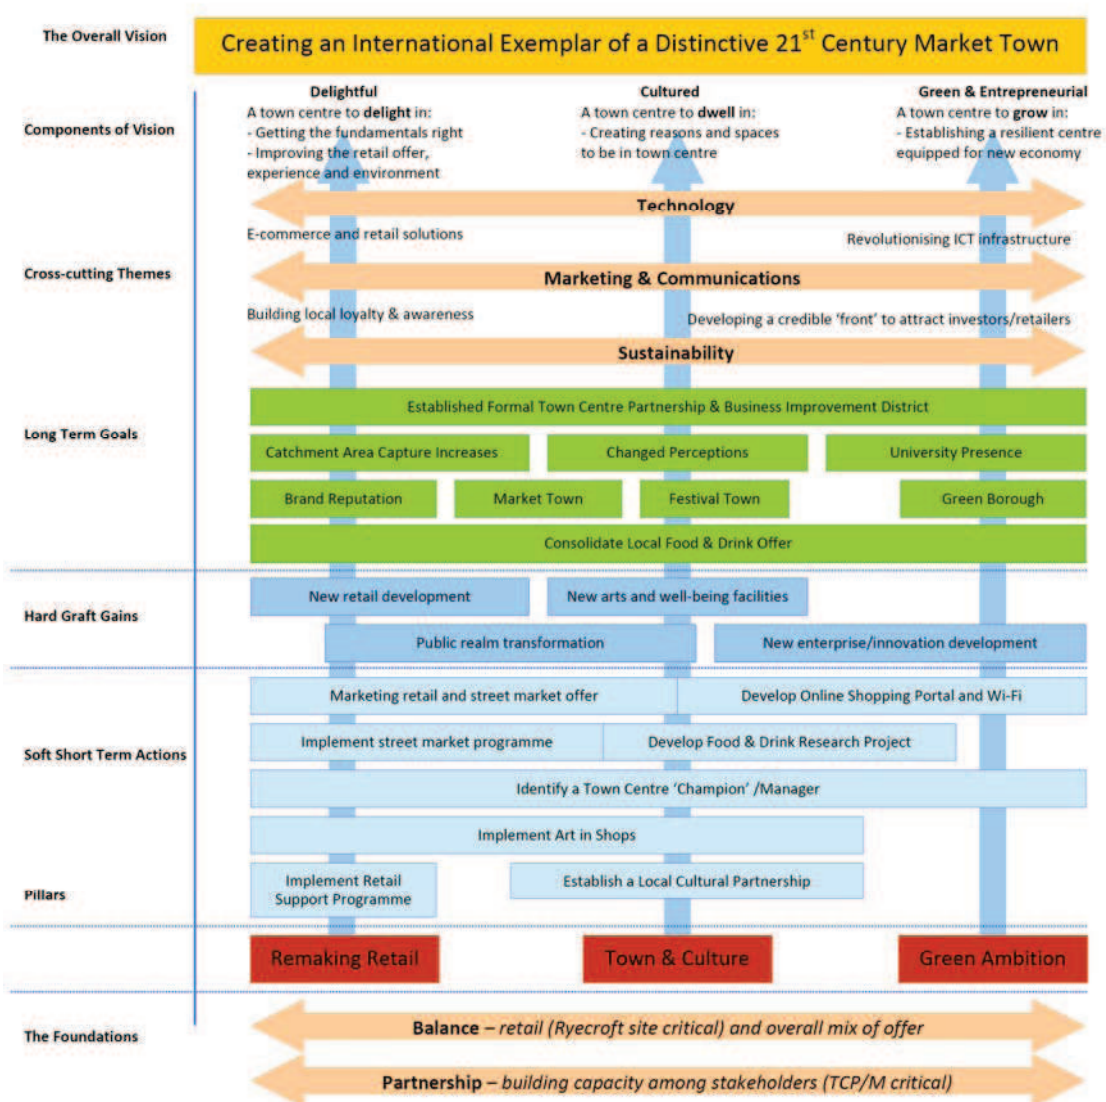 The Overall Vision
Creating an International Exemplar of a Distinctive 21st Century Market Town
Components of Vision
Delightful
A town centre to delight in:
- Getting the fundamentals right
- Improving the retail offer,
experience and environment
Cultured
A town centre to dwell in:
- Creating reasons and spaces
to be in town centre
Green & Entrepreneurial
A town centre to grow in:
- Establishing a resilient centre
equipped for new economy
Cross-cutting Themes
Technology
E-commerce and retail solutions
Revolutionising ICT infrastructure
Marketing & Communications
Building local loyalty & awareness
Developing a credible ‘front’ to attract investors/retailers
Sustainability
Long Term Goals
Established Formal Town Centre Partnership & Business Improvement District
Catchment Area Capture Increases
Changed Perceptions
University Presence
Brand Reputation
Market Town
Festival Town
Green Borough
Consolidate Local Food & Drink Offer
Hard Graft Gains
New retail development
New arts and well-being facilities
Public realm transformation
New enterprise/innovation development
Soft Short Term Actions
Marketing retail and street market offer
Develop Online Shopping Portal and Wi-Fi
Implement street market programme
Develop Food & Drink Research Project
Identify a Town Centre ‘Champion’ /Manager
Implement Art in Shops
Implement Retail
Support Programme
Establish a Local Cultural Partnership
Pillars
Remaking Retail
Town & Culture
Green Ambition
The Foundations
Balance – retail (Ryecroft site critical) and overall mix of offer
Partnership – building capacity among stakeholders (TCP/M critical)